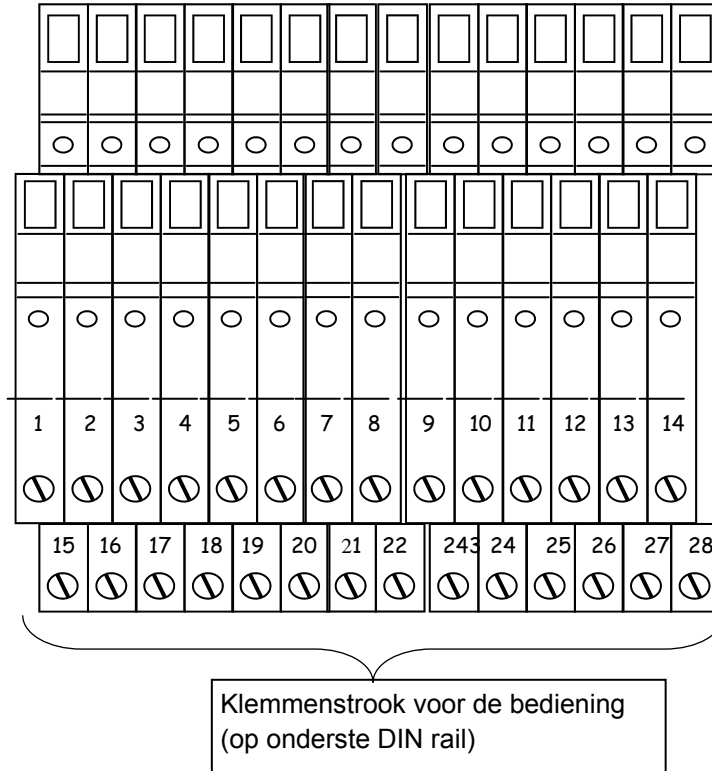 1 2 3 4 5 6 7 8 9 10 11 12 13 14
15 16 17 18 19 20 21 22 243 24 25 26 27 28
Klemmenstrook voor de bediening
(op onderste DIN rail)